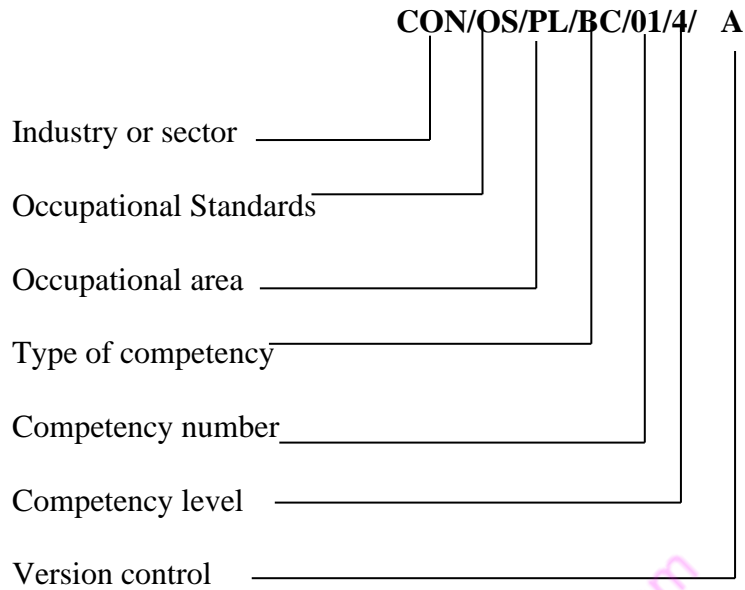 CON/OS/PL/BC/01/4/ A
Industry or sector
Occupational Standards
Occupational area
Type of competency
Competency number
Competency level
Version control
m